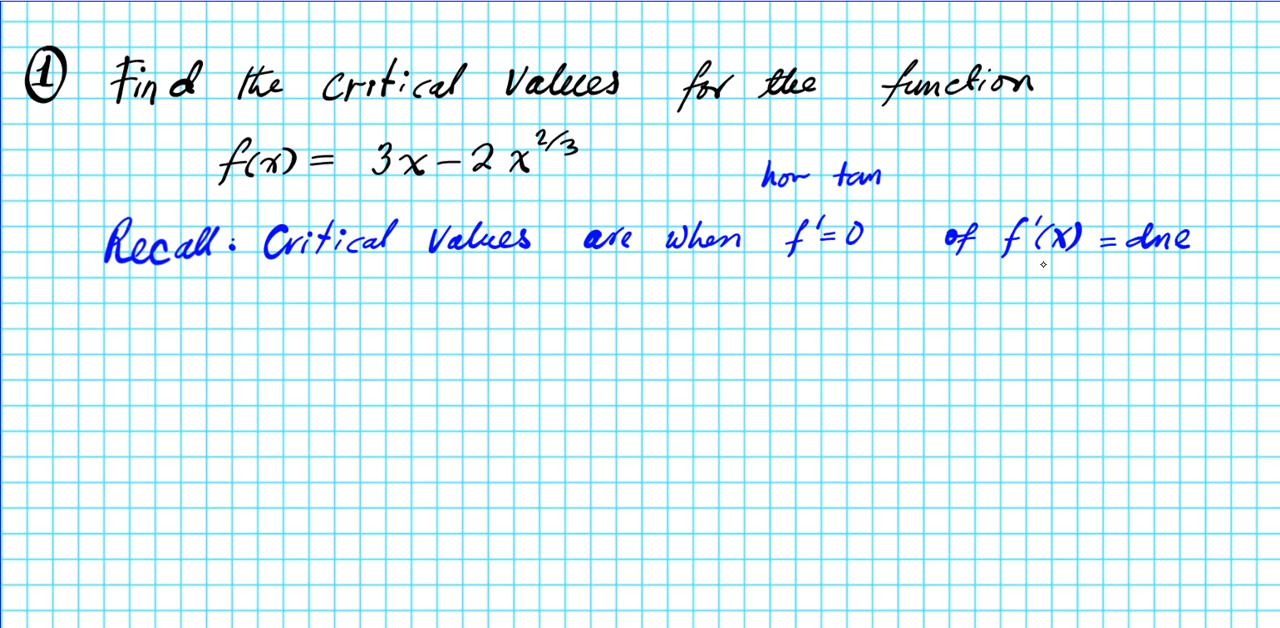 ① Find the critical values for the function
f(x) = 3x - 2x^{2/3}
hor tan
Recall: Critical values are when f' = 0 of f'(x) = dne